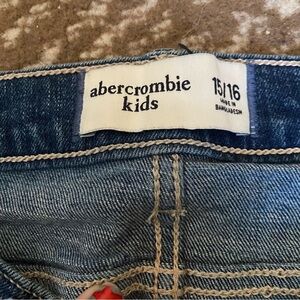 abercrombie
kids
15/16
MADE IN
BANGLADESH